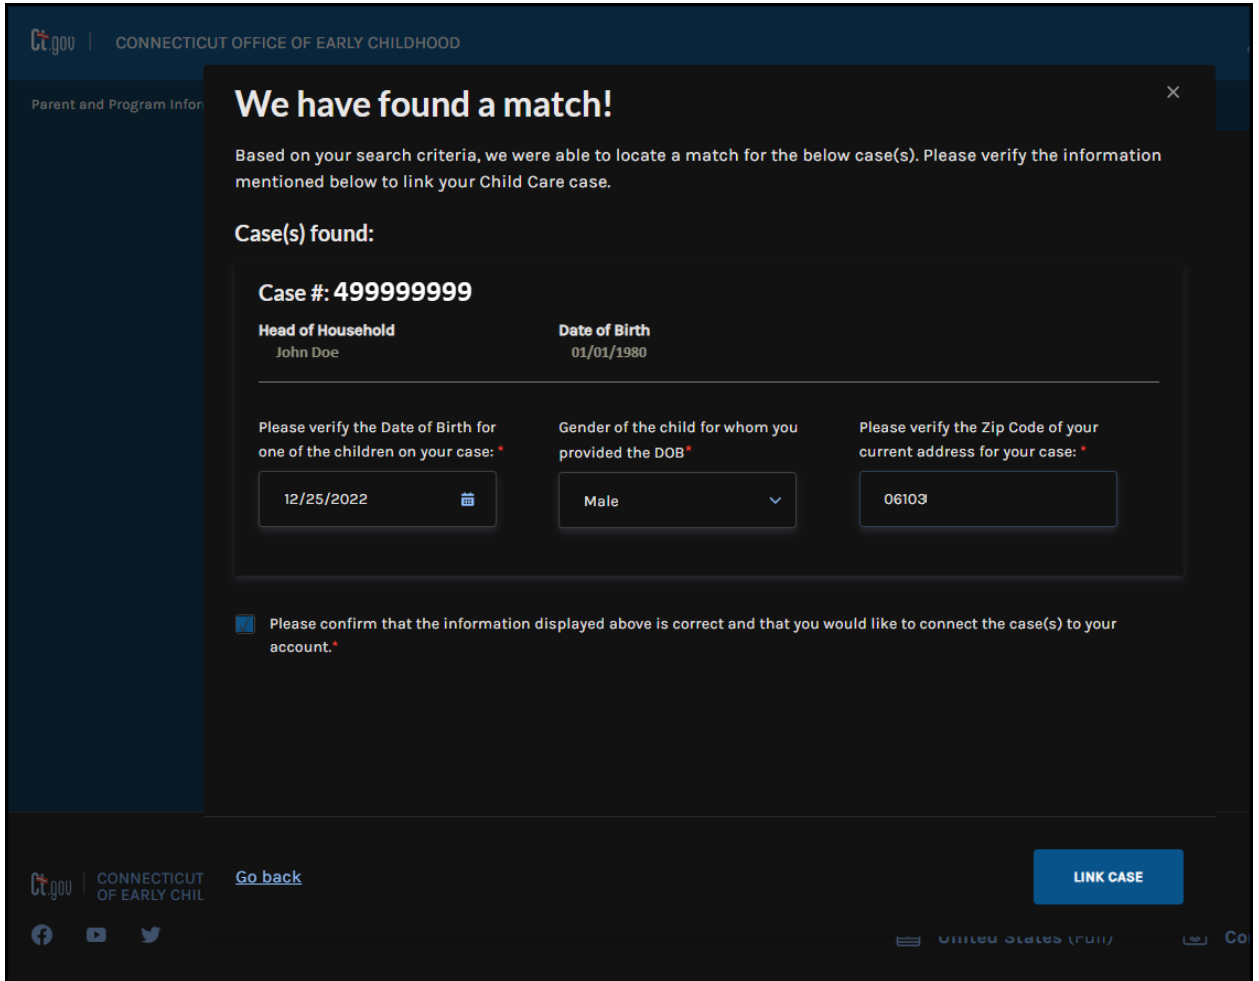 Ct.gov
CONNECTICUT OFFICE OF EARLY CHILDHOOD
Parent and Program
We have found a match!
Based on your search criteria, we were able to locate a match for the below case(s). Please verify the information
mentioned below to link your Child Care case.
Case(s) found:
Case #: 499999999
Head of Household
Date of Birth
John Doe
01/01/1980
Please verify the Date of Birth for
one of the children on your case: *
Gender of the child for whom you
provided the DOB*
Please verify the Zip Code of your
current address for your case: *
12/25/2022
Male
06103
Please confirm that the information displayed above is correct and that you would like to connect the case(s) to your
account.*
Go back
LINK CASE
Ct.gov
CONNECTICUT
OF EARLY
United States (Full)